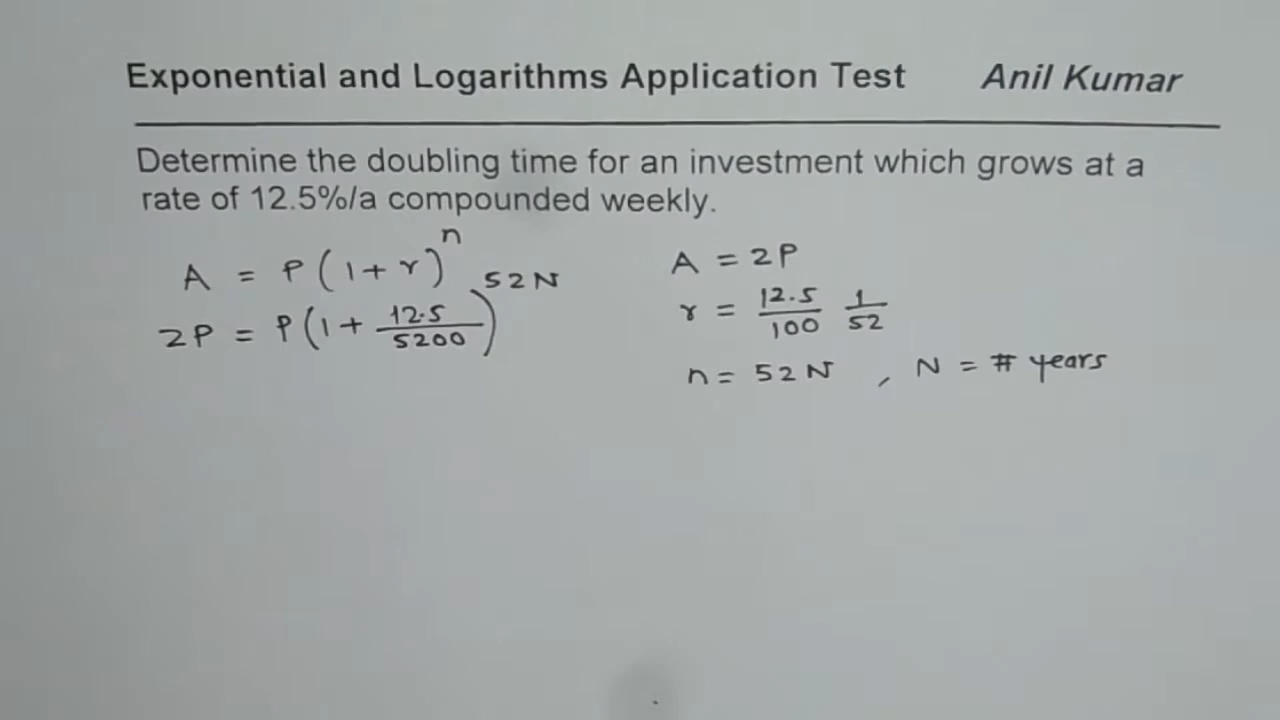 Exponential and Logarithms Application Test Anil Kumar
Determine the doubling time for an investment which grows at a
rate of 12.5%/a compounded weekly.
A = P(1+r)^n
2P = P(1+12.5/5200)^52N
A = 2P
r = 12.5/100 1/52
n = 52N , N = # years